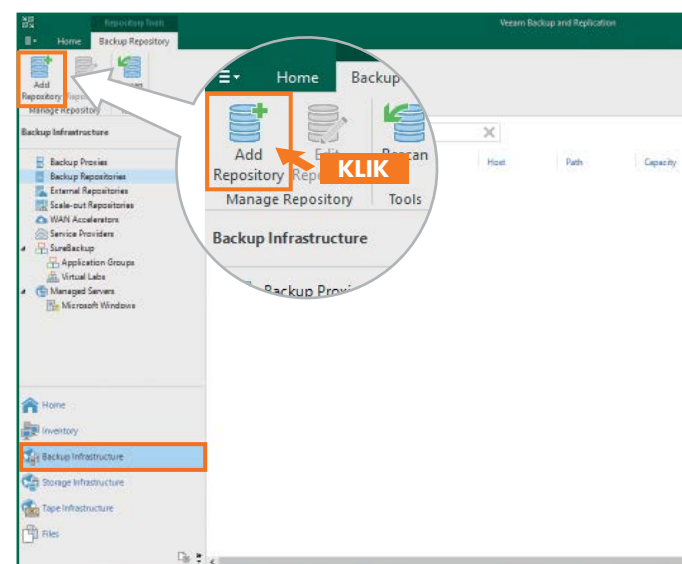 Repository Tools
Veeam Backup and Replication
Home
Backup Repository
Add
Repository
Manage Repository
Backup Infrastructure
Backup Proxies
Backup Repositories
External Repositories
Scale-out Repositories
WAN Accelerators
Service Providers
SureBackup
Application Groups
Virtual Labs
Managed Servers
Microsoft Windows
Home
Backup
Add
Repository
Rescan
KLIK
Manage Repository
Tools
Backup Infrastructure
Backup Proxi
Host
Path
Capacity
Home
Inventory
Backup Infrastructure
Storage Infrastructure
Tape Infrastructure
Files